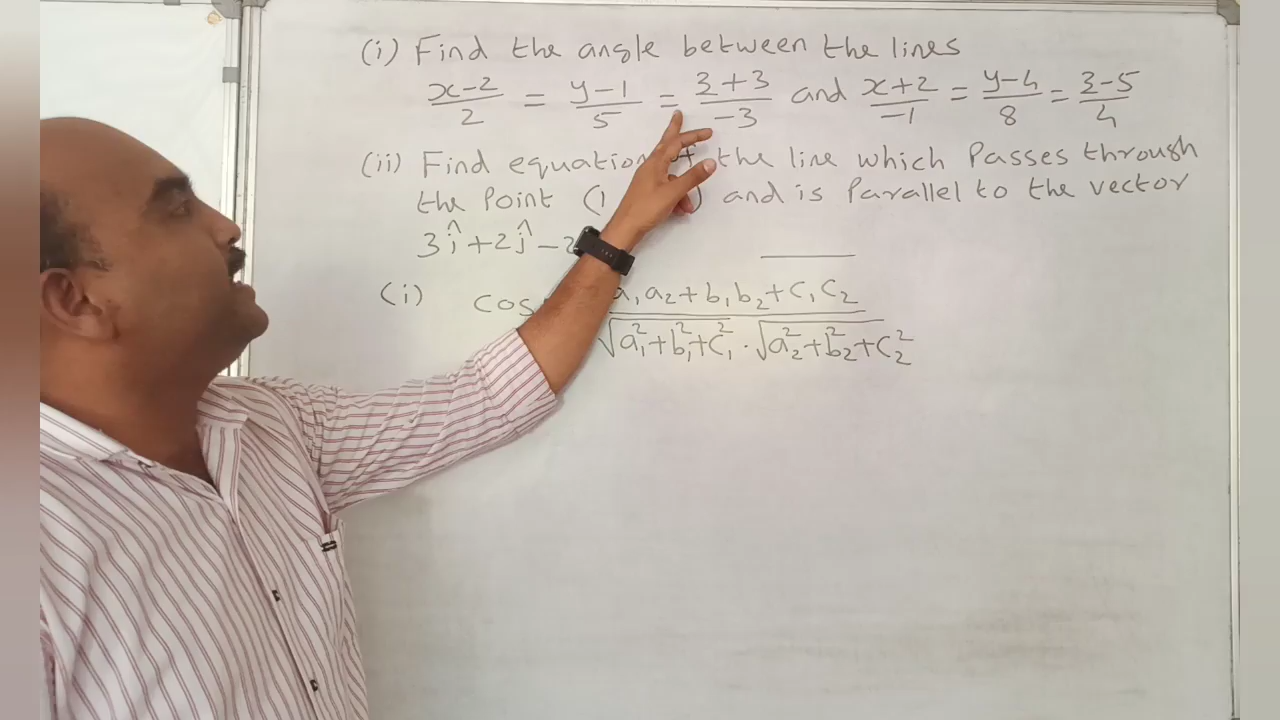 (i) Find the angle between the lines
x-2/2 = y-1/5 = z+3/-3 and x+2/-1 = y-4/8 = z-5/4
(ii) Find equation of the line which Passes through
the Point (1 ) and is Parallel to the vector
3î+2ĵ-2
(i) cos a₁a₂+b₁b₂+c₁c₂/√a₁²+b₁²+c₁² · √a₂²+b₂²+c₂²